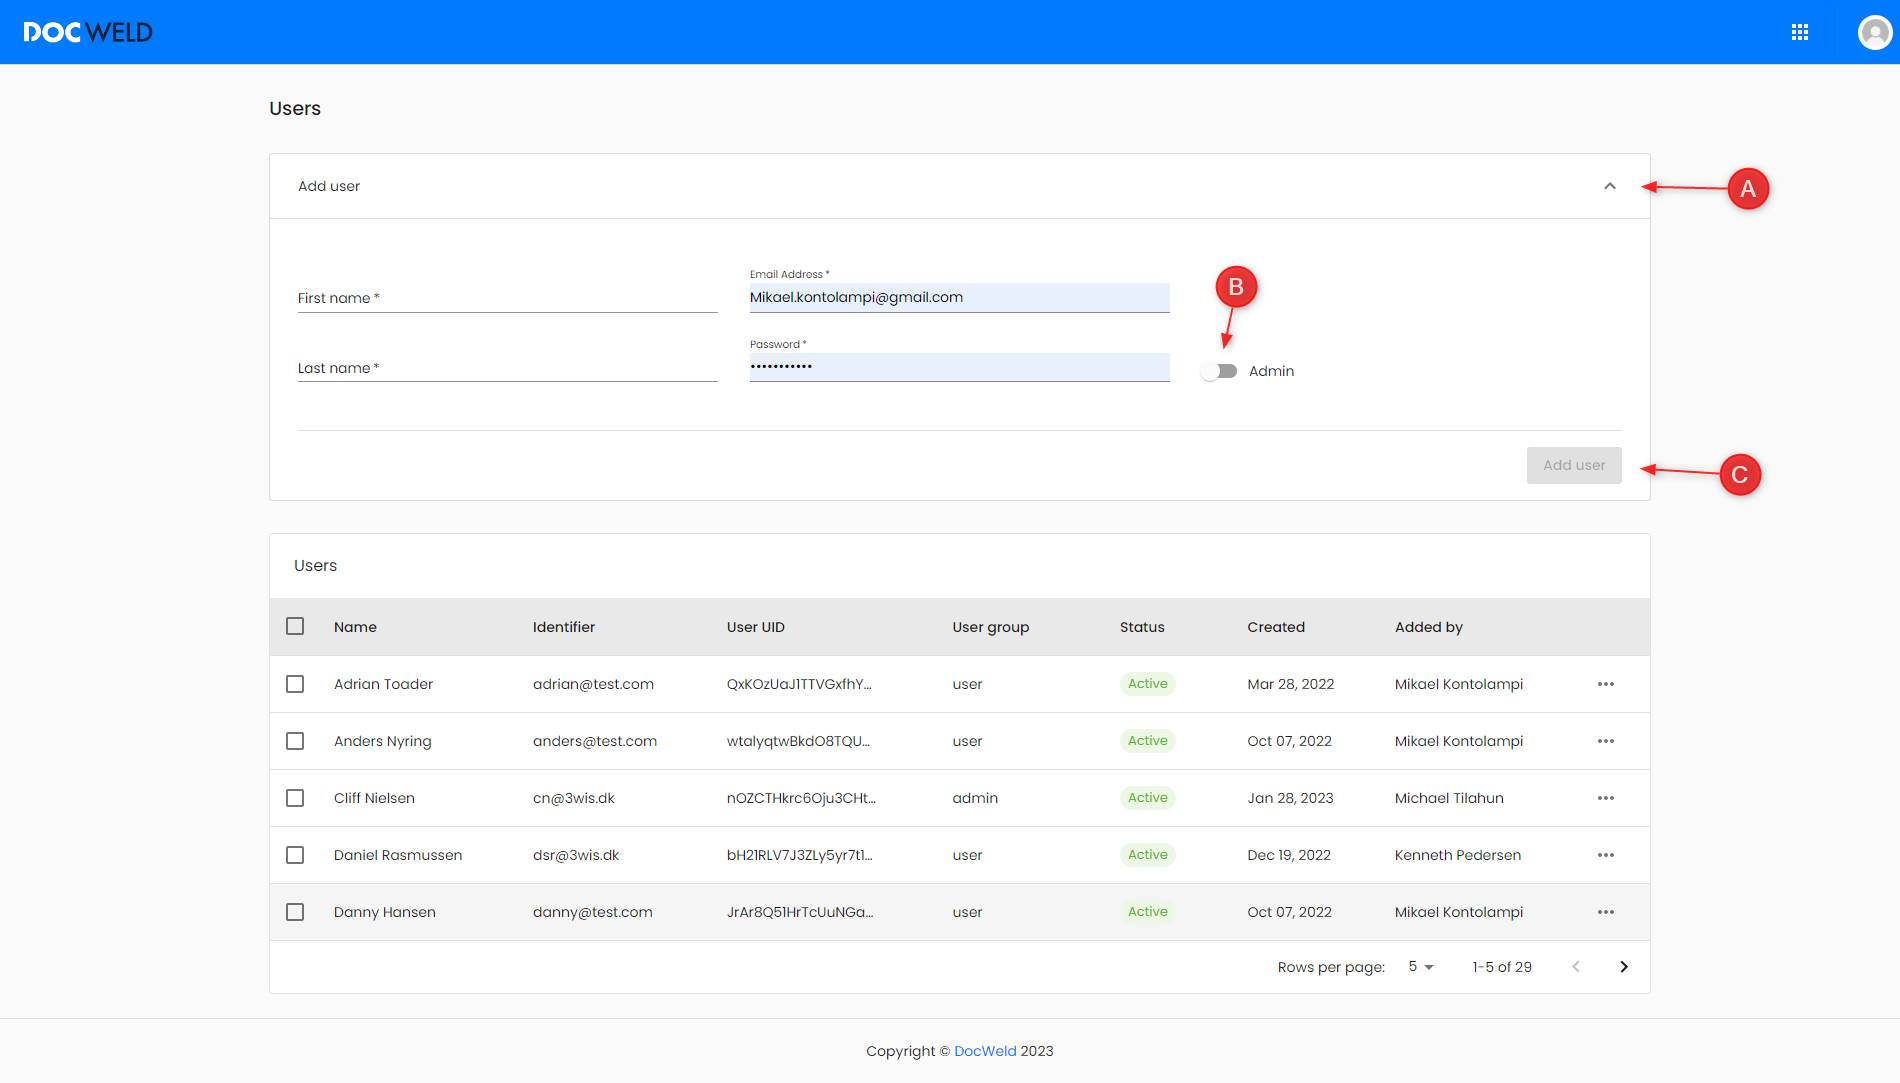 DOCWELD
Users
Add user
A
Email Address *
B
First name *
Mikael.kontolampi@gmail.com
Password *
Last name *
•••••••••••
Admin
Add user
C
Users
Name Identifier User UID User group Status Created Added by
Adrian Toader adrian@test.com QxKOzUaJ1TTVGxfhY... user Active Mar 28, 2022 Mikael Kontolampi
Anders Nyring anders@test.com wtalyqtwBkdO8TQU... user Active Oct 07, 2022 Mikael Kontolampi
Cliff Nielsen cn@3wis.dk nOZCTHkrc6Oju3CHt... admin Active Jan 28, 2023 Michael Tilahun
Daniel Rasmussen dsr@3wis.dk bH21RLV7J3ZLy5yr7t1... user Active Dec 19, 2022 Kenneth Pedersen
Danny Hansen danny@test.com JrAr8Q51HrTcUuNGa... user Active Oct 07, 2022 Mikael Kontolampi
Rows per page: 5 1-5 of 29
Copyright © DocWeld 2023